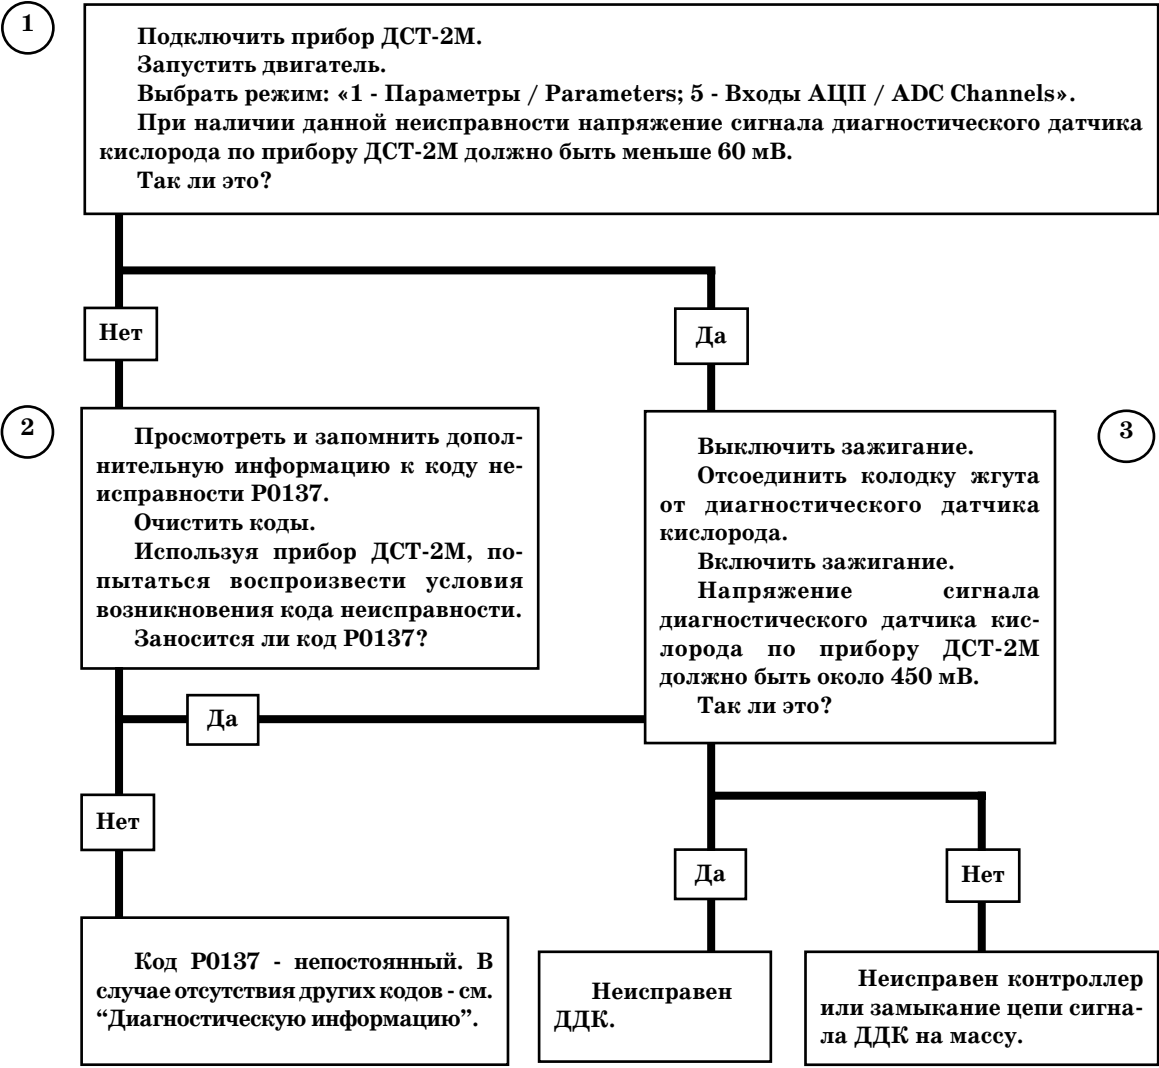 1
Подключить прибор ДСТ-2М.
Запустить двигатель.
Выбрать режим: «1 - Параметры / Parameters; 5 - Входы АЦП / ADC Channels».
При наличии данной неисправности напряжение сигнала диагностического датчика
кислорода по прибору ДСТ-2М должно быть меньше 60 мВ.
Так ли это?
Нет
Да
2
Просмотреть и запомнить допол-
нительную информацию к коду не-
исправности Р0137.
Очистить коды.
Используя прибор ДСТ-2М, по-
пытаться воспроизвести условия
возникновения кода неисправности.
Заносится ли код Р0137?
3
Выключить зажигание.
Отсоединить колодку жгута
от диагностического датчика
кислорода.
Включить зажигание.
Напряжение сигнала
диагностического датчика кис-
лорода по прибору ДСТ-2М
должно быть около 450 мВ.
Так ли это?
Да
Нет
Да
Нет
Код Р0137 - непостоянный. В
случае отсутствия других кодов - см.
“Диагностическую информацию”.
Неисправен
ДДК.
Неисправен контроллер
или замыкание цепи сигна-
ла ДДК на массу.